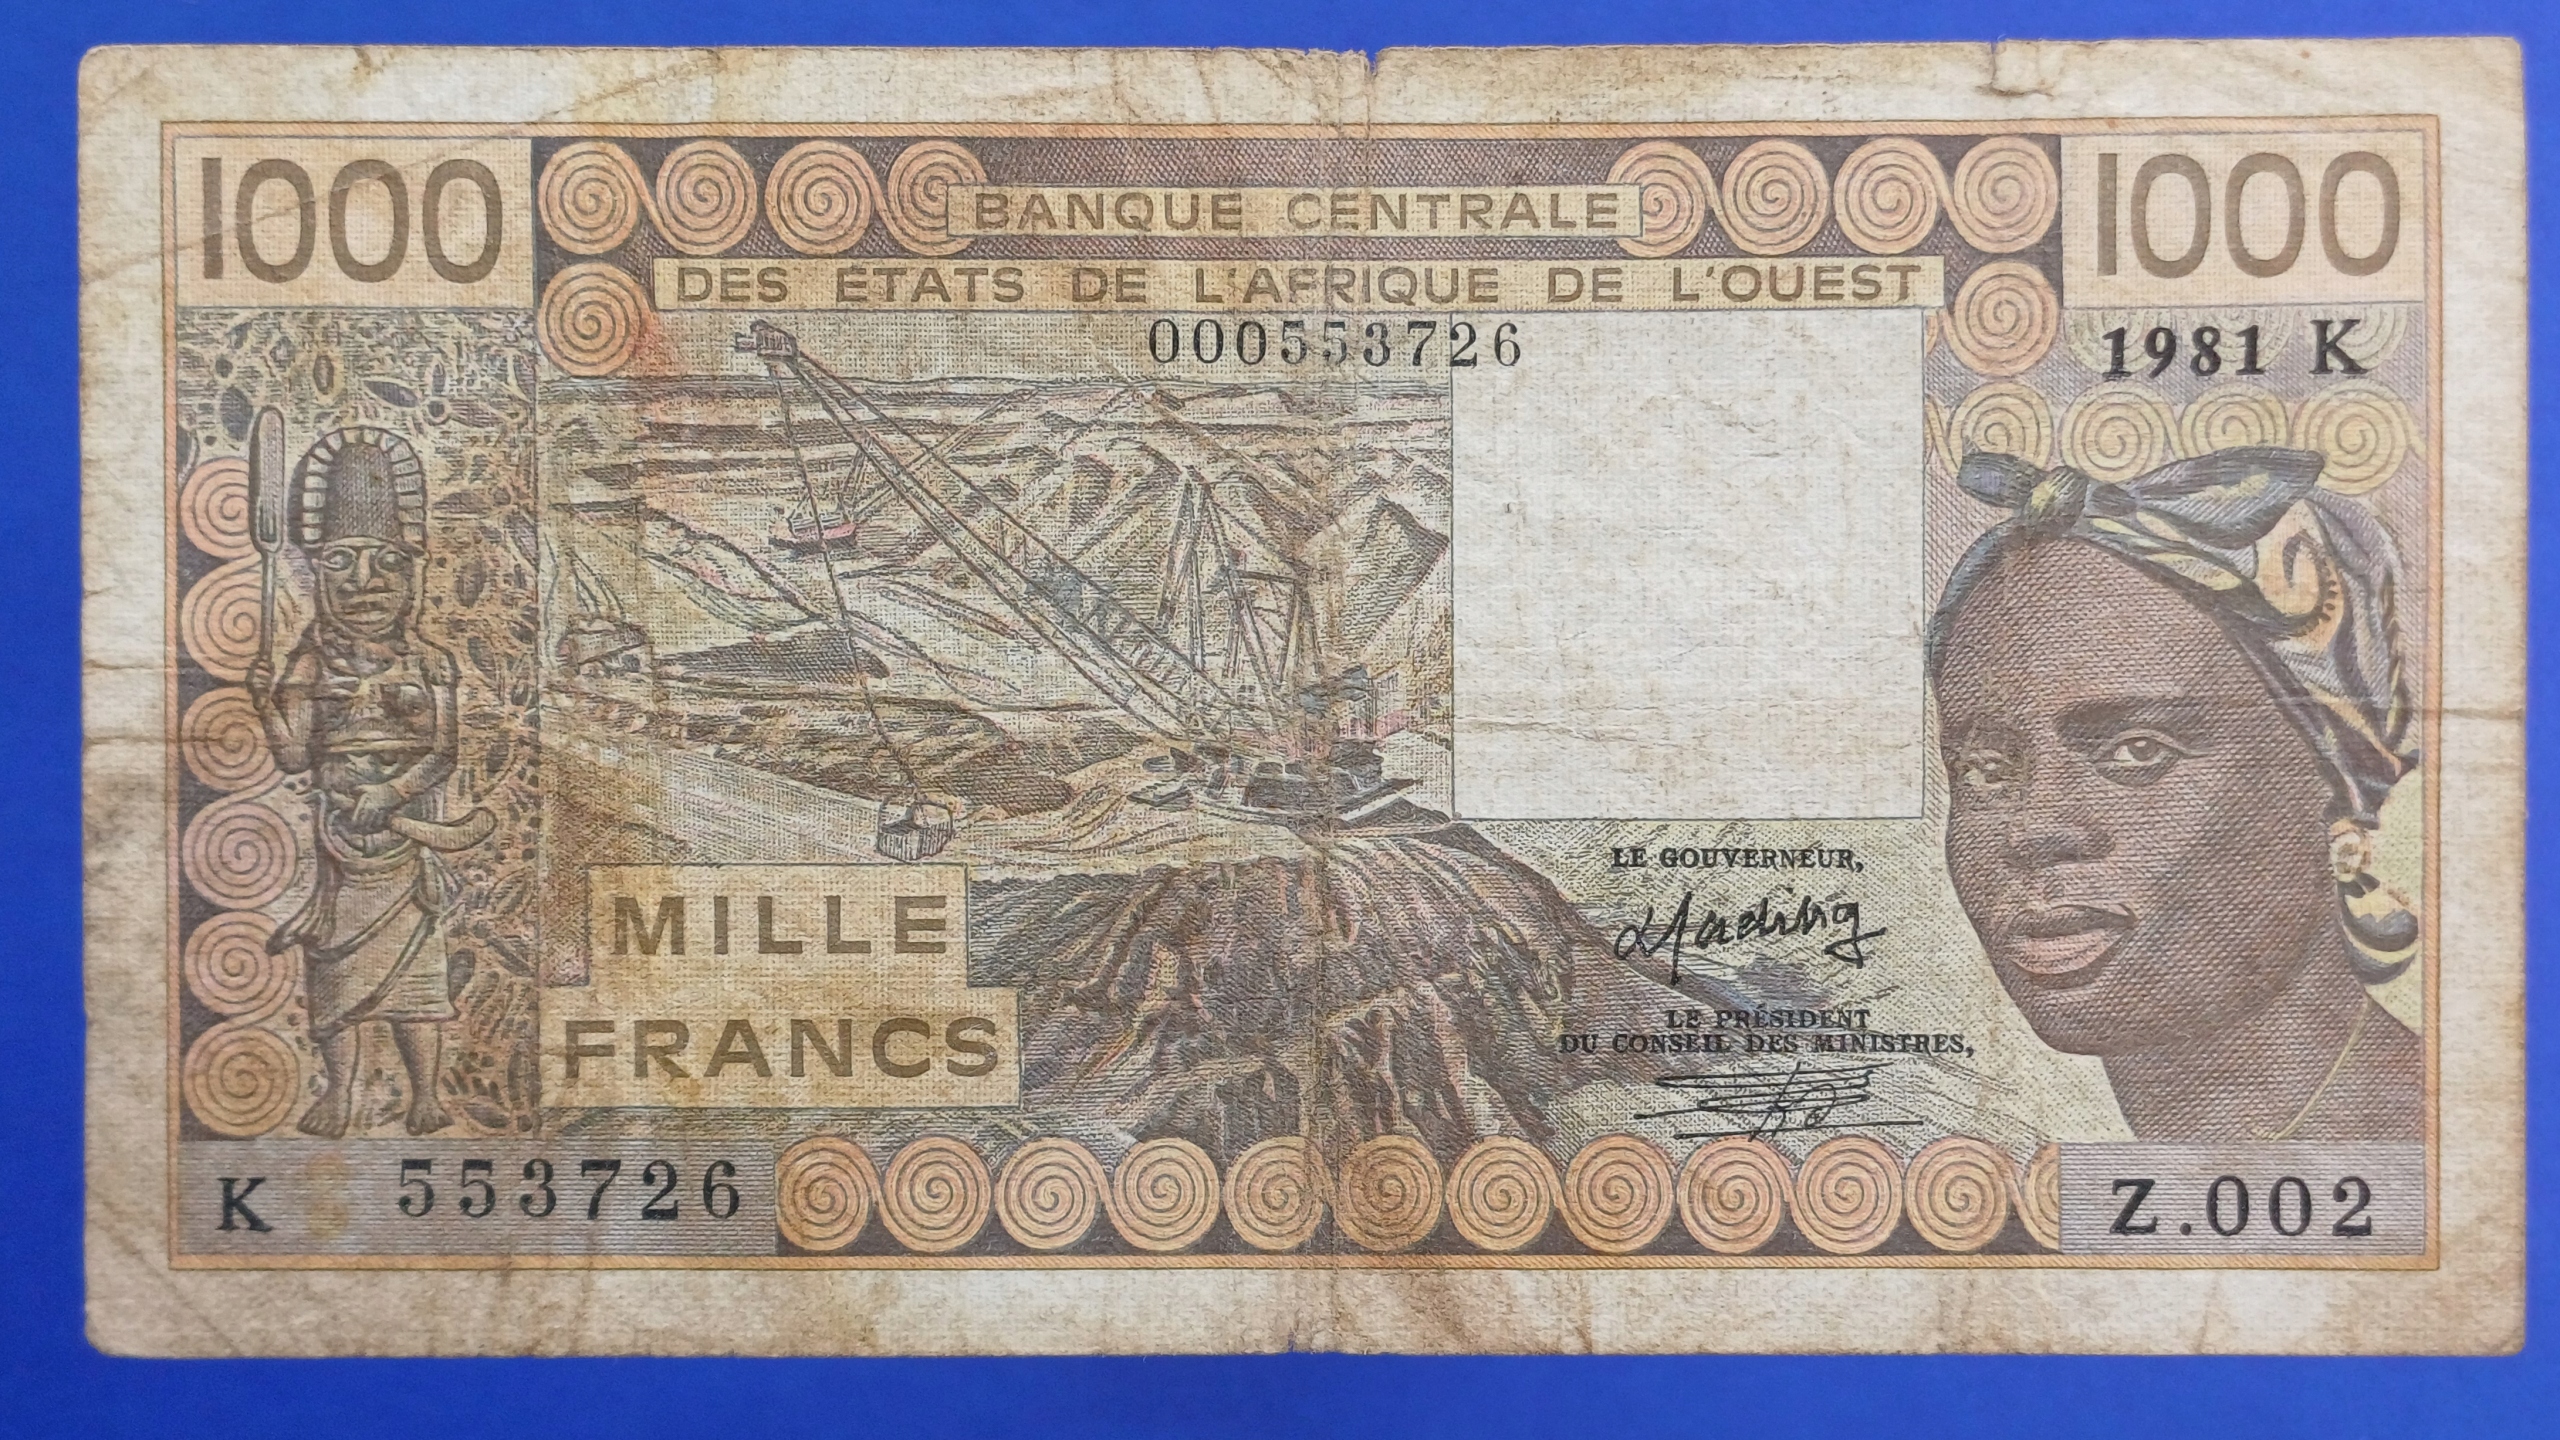 1000
BANQUE CENTRALE
1000
DES ÉTATS DE L'AFRIQUE DE L'OUEST
000553726
1981 K
LE GOUVERNEUR,
MILLE
FRANCS
LE PRÉSIDENT
DU CONSEIL DES MINISTRES,
K 553726
Z.002